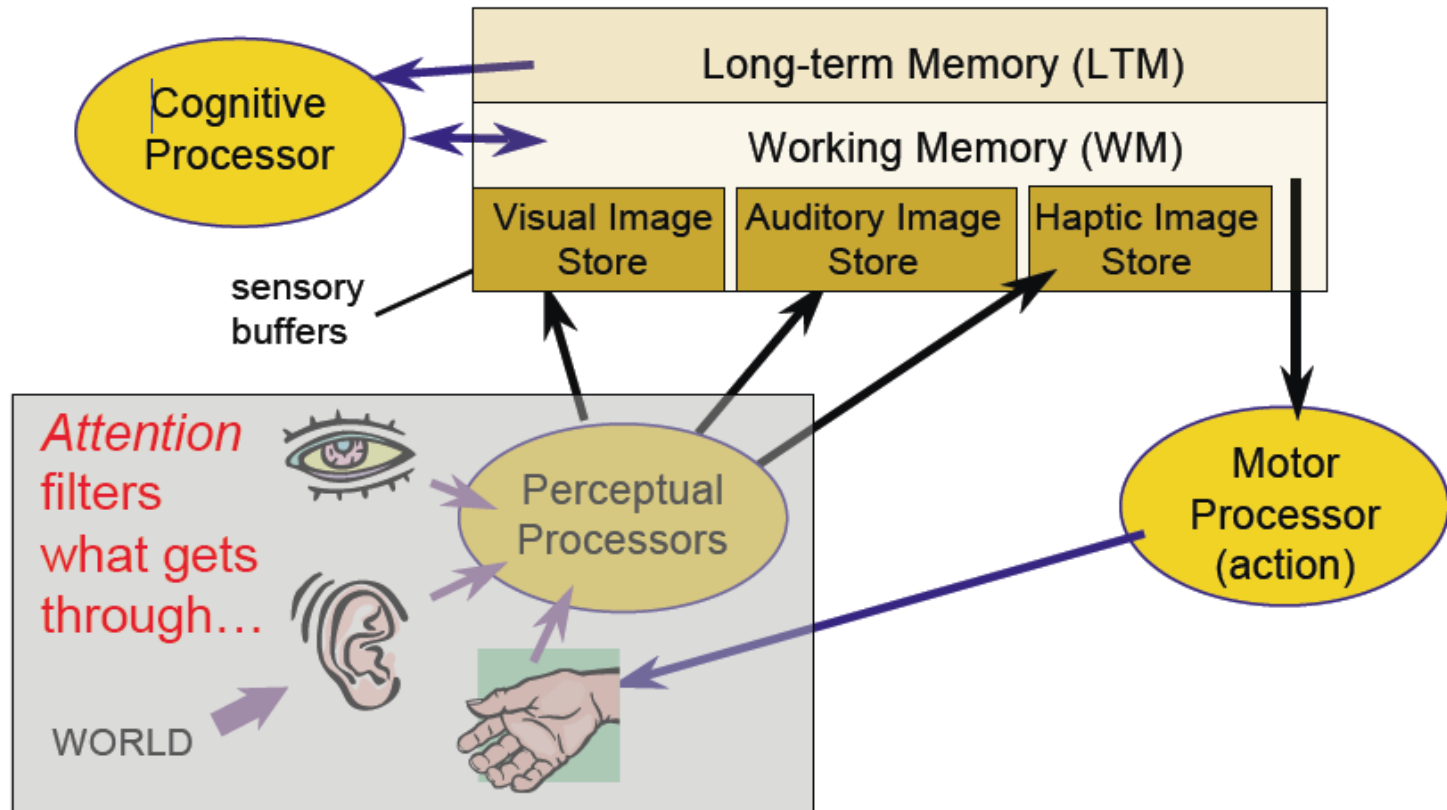 Long-term Memory (LTM)
Cognitive
Processor
Working Memory (WM)
Visual Image
Store
Auditory Image
Store
Haptic Image
Store
sensory
buffers
Attention
filters
what gets
through…
Perceptual
Processors
Motor
Processor
(action)
WORLD